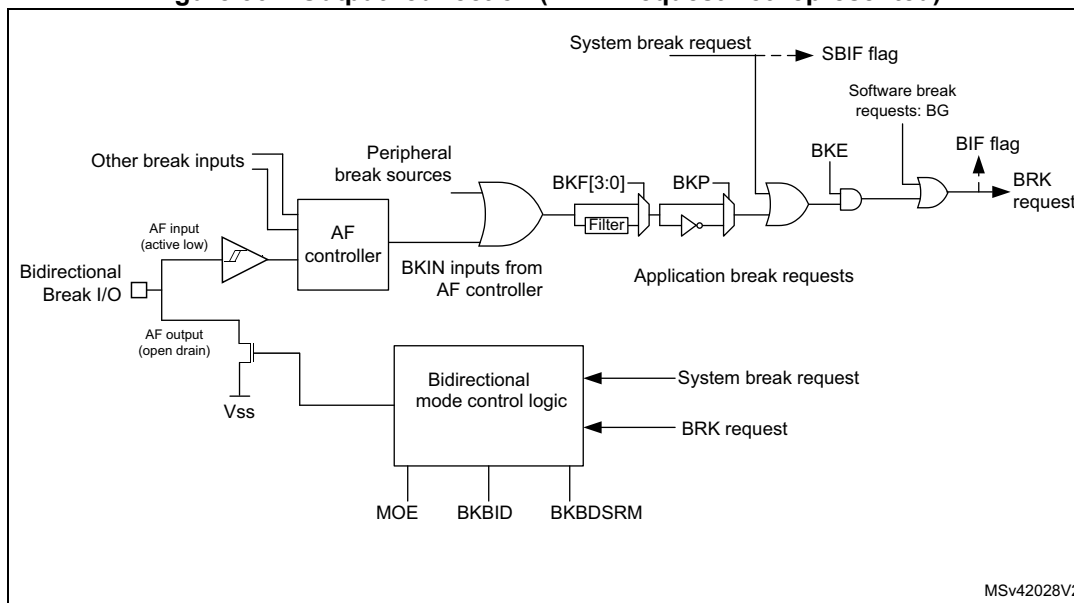 System break request
SBIF flag
Software break
requests: BG
BIF flag
BKE
BRK
request
Other break inputs
Peripheral
break sources
BKF[3:0]
BKP
Filter
AF
controller
AF input
(active low)
BKIN inputs from
AF controller
Application break requests
Bidirectional
Break I/O
AF output
(open drain)
Vss
Bidirectional
mode control logic
System break request
BRK request
MOE
BKBID
BKBDSRM
MSv42028V2